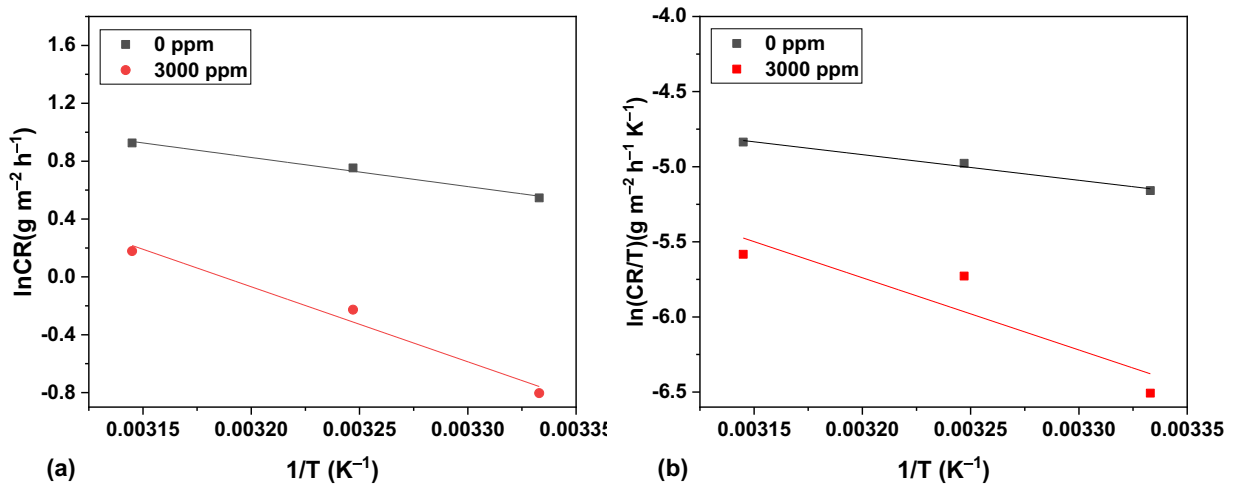 0 ppm
3000 ppm
lnCR(g m⁻² h⁻¹)
1.6
1.2
0.8
0.4
0.0
-0.4
-0.8
0.00315
0.00320
0.00325
0.00330
0.00335
(a)
1/T (K⁻¹)
0 ppm
3000 ppm
ln(CR/T)(g m⁻² h⁻¹ K⁻¹)
-4.0
-4.5
-5.0
-5.5
-6.0
-6.5
0.00315
0.00320
0.00325
0.00330
0.00335
(b)
1/T (K⁻¹)